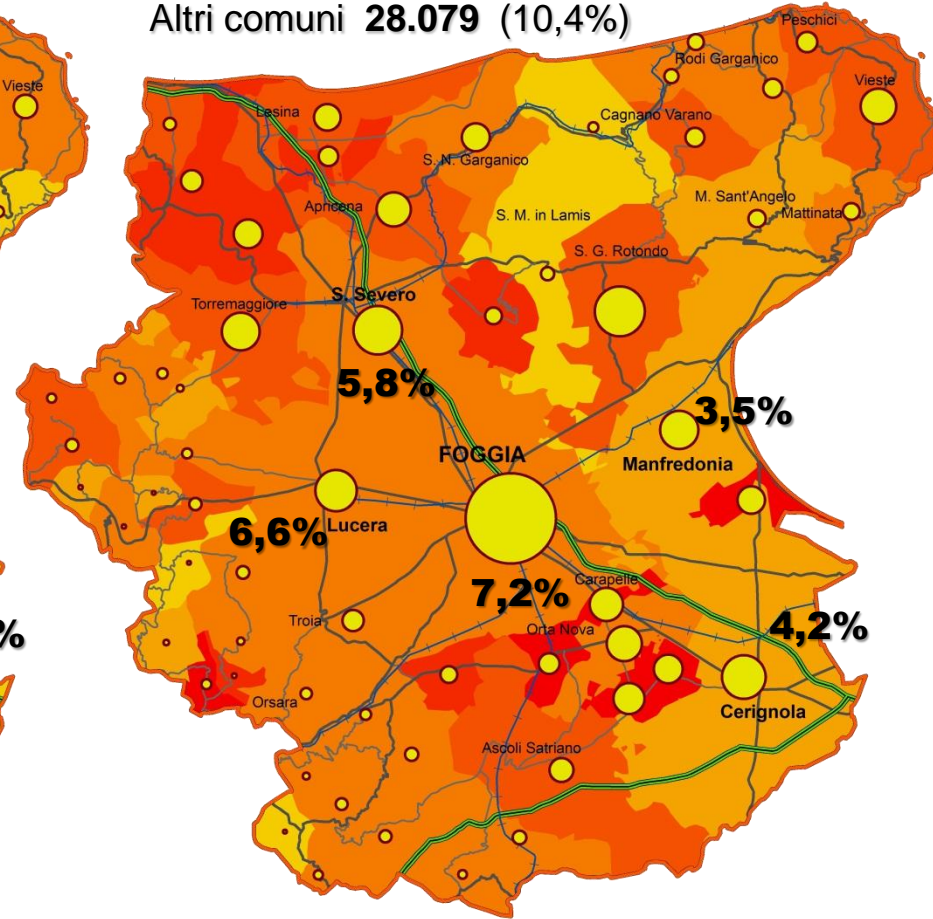 Altri comuni 28.079 (10,4%)
Peschici
Rodi Garganico
Vieste
Vieste
Lesina
Cagnano Varano
S. N. Garganico
M. Sant'Angelo
Apricena
S. M. in Lamis
Mattinata
S. G. Rotondo
S. Severo
Torremaggiore
5,8%
3,5%
FOGGIA
Manfredonia
Lucera
6,6%
Carapelle
7,2%
Troia
Orta Nova
4,2%
%
Orsara
Cerignola
Ascoli Satriano